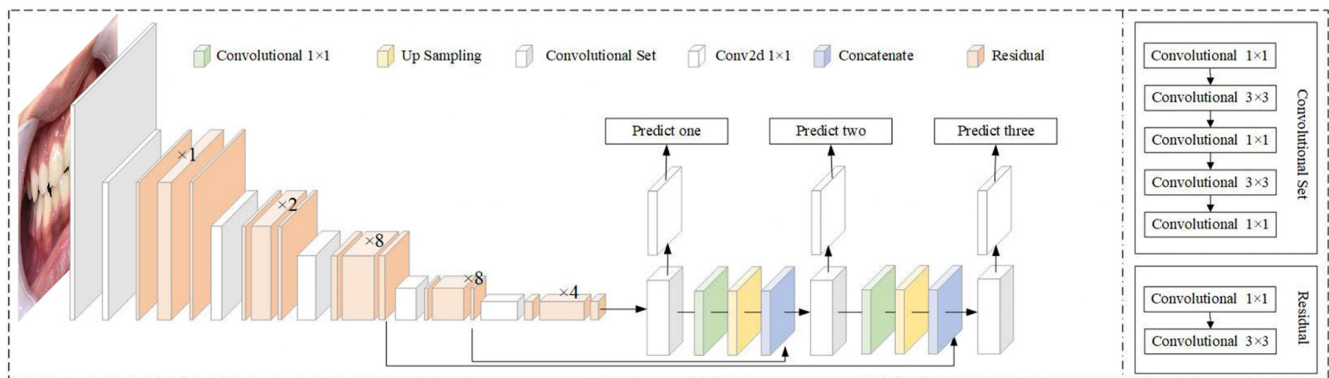 Convolutional 1×1
Up Sampling
Convolutional Set
Conv2d 1×1
Concatenate
Residual
×1
×2
×8
×8
×4
Predict one
Predict two
Predict three
Convolutional 1×1
Convolutional 3×3
Convolutional 1×1
Convolutional 3×3
Convolutional 1×1
Convolutional Set
Convolutional 1×1
Convolutional 3×3
Residual